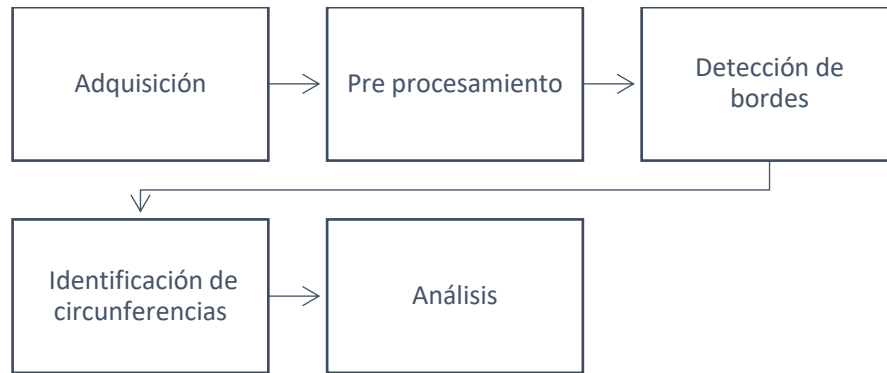 Adquisición
Pre procesamiento
Detección de
bordes
Identificación de
circunferencias
Análisis